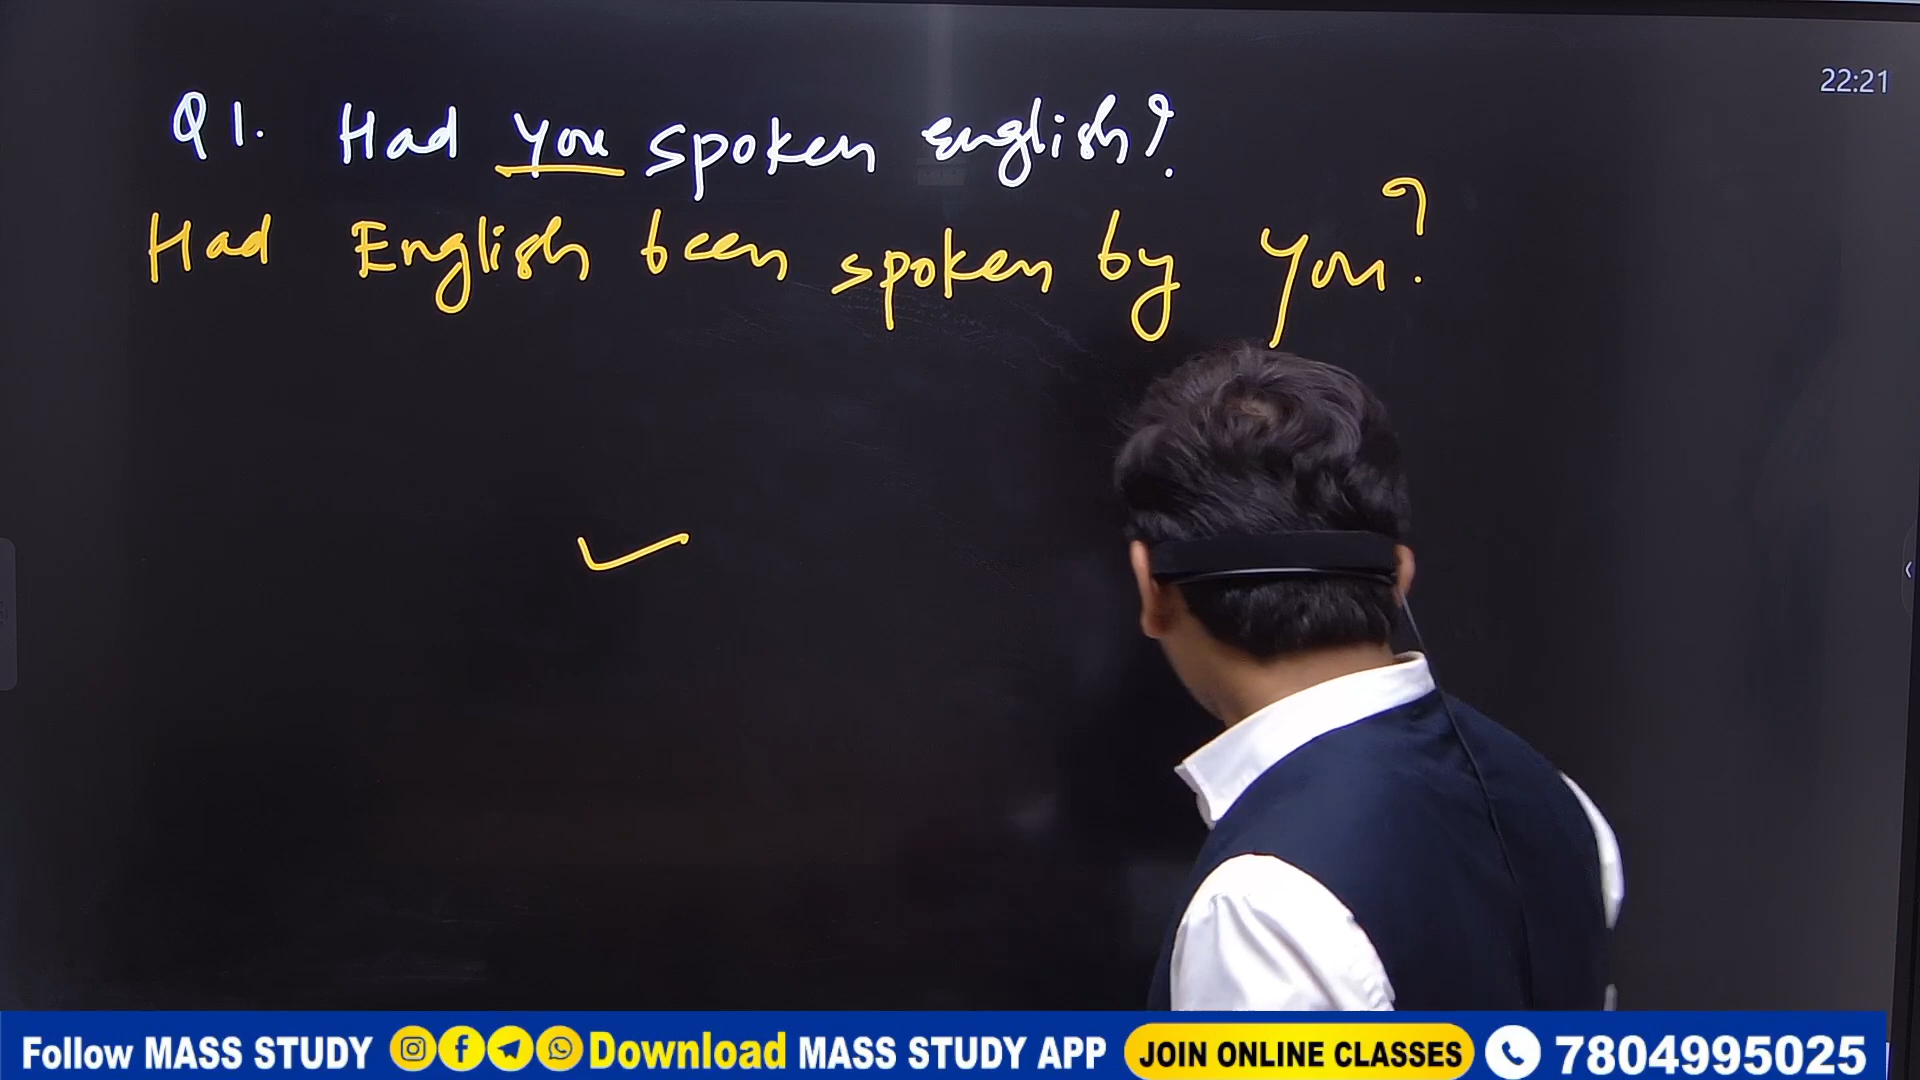 22:21
Q1. Had you spoken english?
Had English been spoken by you?
Follow MASS STUDY Download MASS STUDY APP JOIN ONLINE CLASSES 7804995025